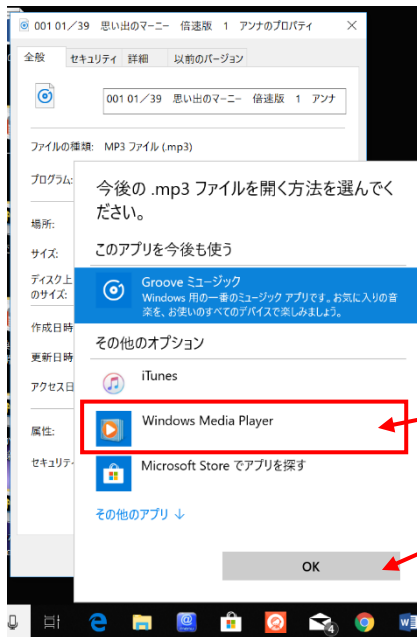 001 01／39　思い出のマーニー　倍速版　1　アンナのプロパティ
全般　セキュリティ　詳細　以前のバージョン
001 01／39　思い出のマーニー　倍速版　1　アンナ
ファイルの種類:　MP3 ファイル (.mp3)
プログラム:
今後の .mp3 ファイルを開く方法を選んでく
ださい。
場所:
サイズ:
このアプリを今後も使う
ディスク上
のサイズ:
Groove ミュージック
Windows 用の一番のミュージック アプリです。お気に入りの音
楽を、お使いのすべてのデバイスで楽しみましょう。
作成日時
更新日時
その他のオプション
アクセス日
iTunes
属性:
Windows Media Player
セキュリテ
Microsoft Store でアプリを探す
その他のアプリ ↓
OK
4